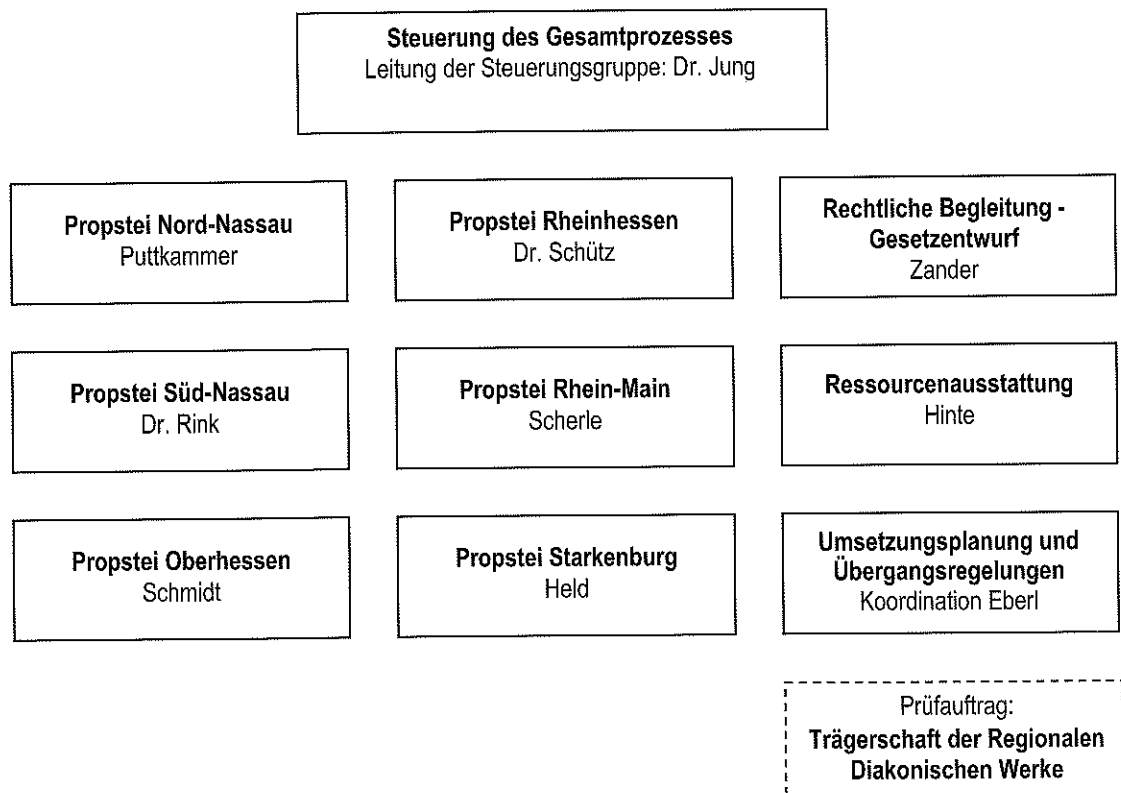 Steuerung des Gesamtprozesses
Leitung der Steuerungsgruppe: Dr. Jung
Propstei Nord-Nassau
Puttkammer
Propstei Rheinhessen
Dr. Schütz
Rechtliche Begleitung -
Gesetzentwurf
Zander
Propstei Süd-Nassau
Dr. Rink
Propstei Rhein-Main
Scherle
Ressourcenausstattung
Hinte
Propstei Oberhessen
Schmidt
Propstei Starkenburg
Held
Umsetzungsplanung und
Übergangsregelungen
Koordination Eberl
Prüfauftrag:
Trägerschaft der Regionalen
Diakonischen Werke